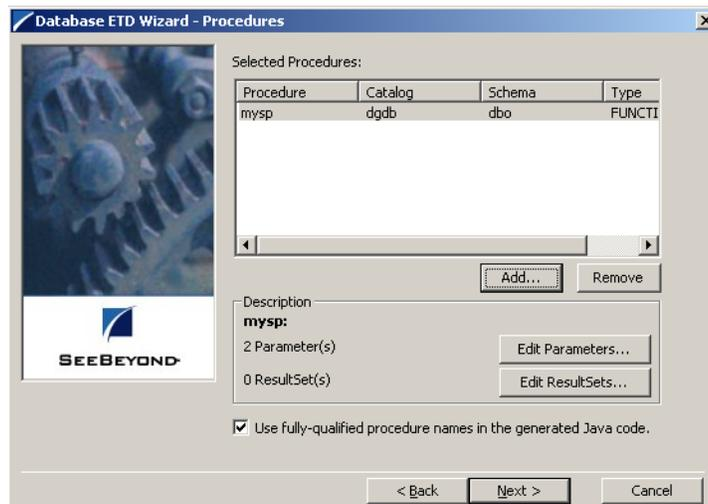 Database ETD Wizard - Procedures
Selected Procedures:
Procedure Catalog Schema Type
mysp dgdb dbo FUNCTI
Add... Remove
Description
mysp:
2 Parameter(s) Edit Parameters...
0 ResultSet(s) Edit ResultSets...
SEEBEYOND
Use fully-qualified procedure names in the generated Java code.
< Back Next > Cancel